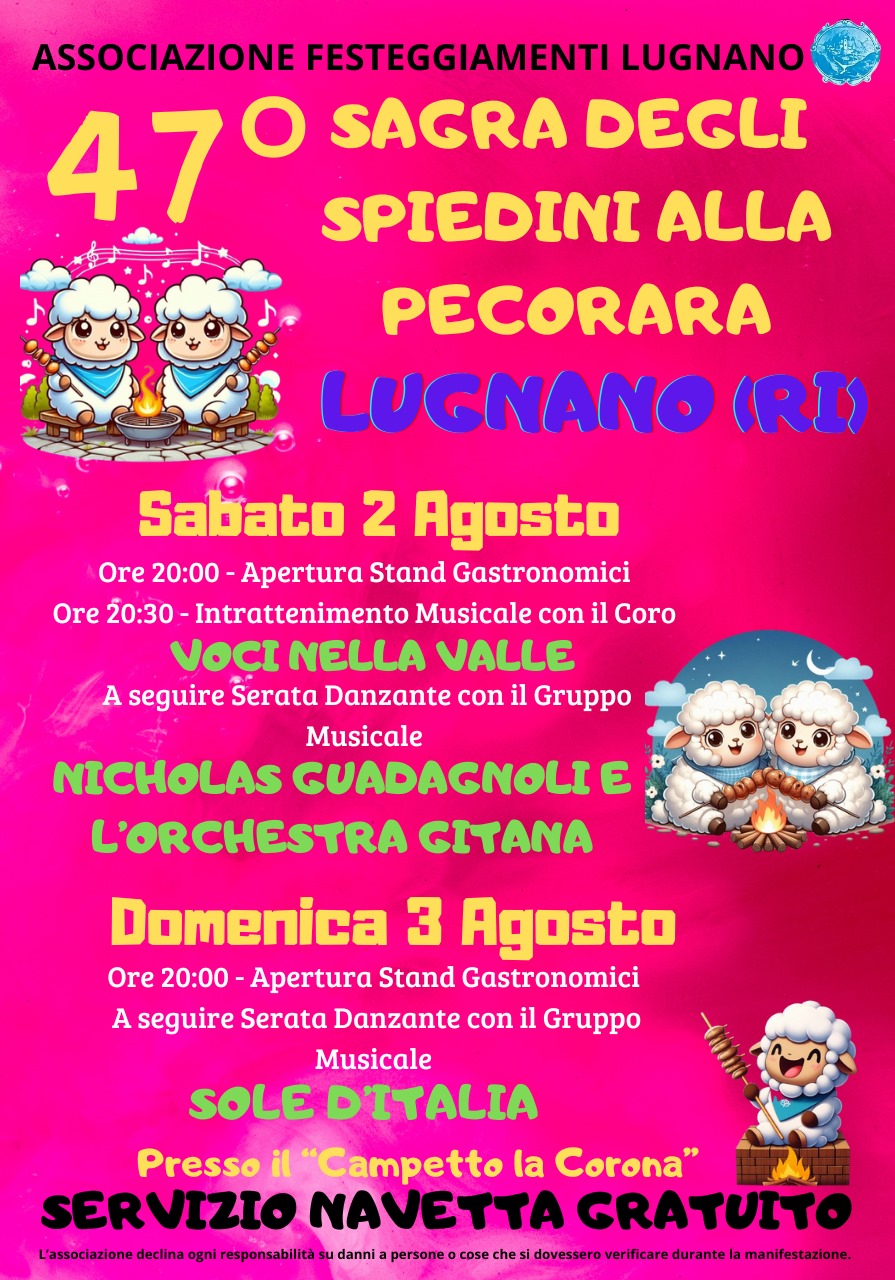 ASSOCIAZIONE FESTEGGIAMENTI LUGNANO
47° SAGRA DEGLI
SPIEDINI ALLA
PECORARA
LUGNANO (RI)
Sabato 2 Agosto
Ore 20:00 - Apertura Stand Gastronomici
Ore 20:30 - Intrattenimento Musicale con il Coro
VOCI NELLA VALLE
A seguire Serata Danzante con il Gruppo
Musicale
NICHOLAS GUADAGNOLI E
L'ORCHESTRA GITANA
Domenica 3 Agosto
Ore 20:00 - Apertura Stand Gastronomici
A seguire Serata Danzante con il Gruppo
Musicale
SOLE D'ITALIA
Presso il “Campetto la Corona”
SERVIZIO NAVETTA GRATUITO
L'associazione declina ogni responsabilità su danni a persone o cose che si dovessero verificare durante la manifestazione.